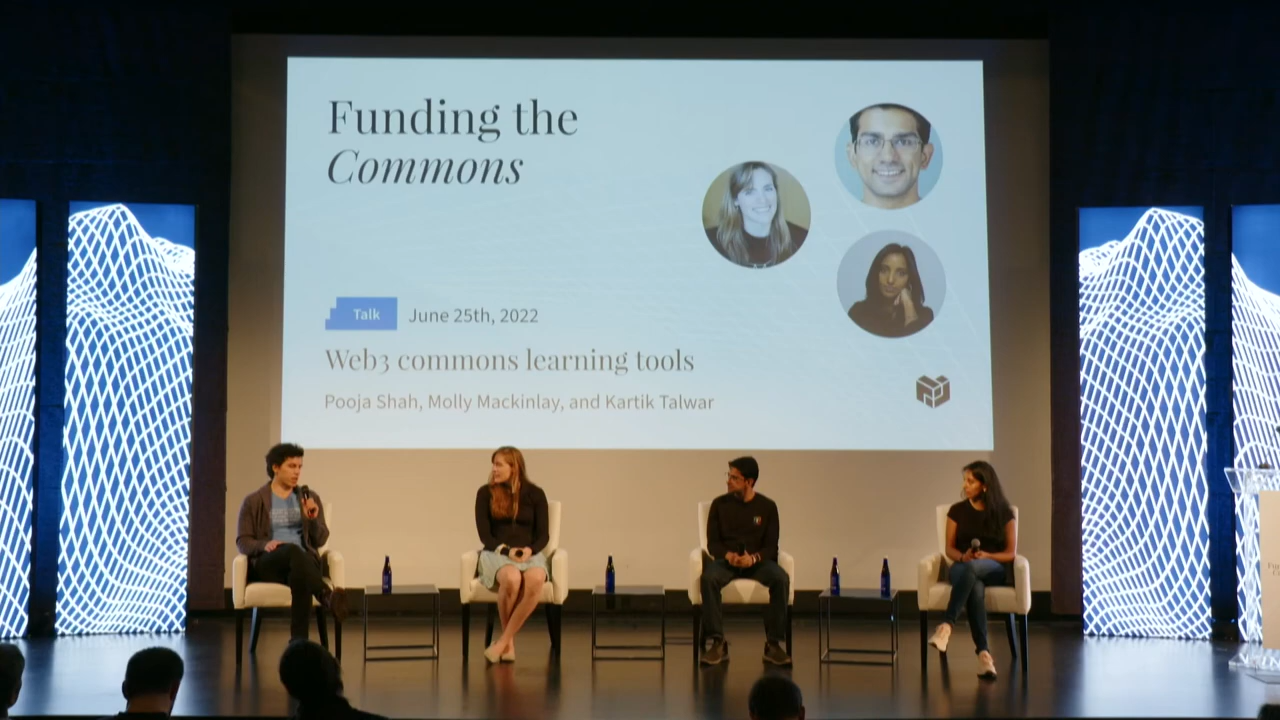 Funding the
Commons
Talk
June 25th, 2022
Web3 commons learning tools
Pooja Shah, Molly Mackinlay, and Kartik Talwar